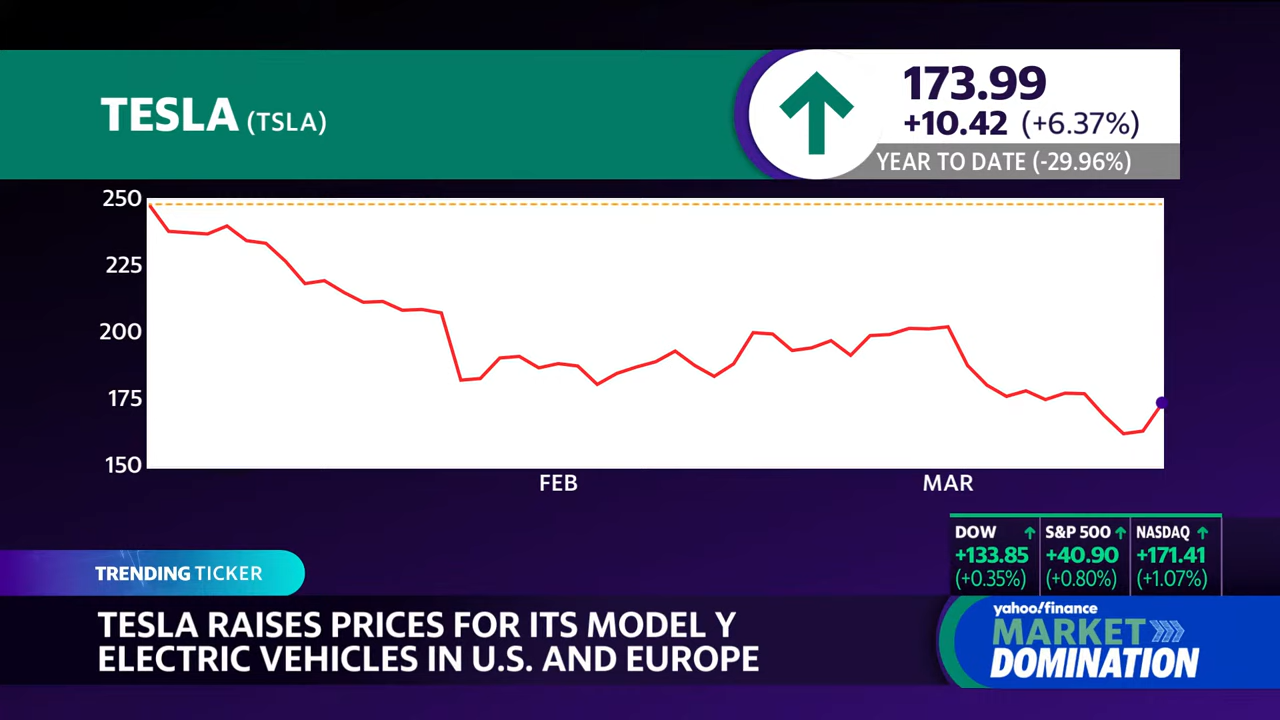 TESLA (TSLA)
173.99
+10.42 (+6.37%)
YEAR TO DATE (-29.96%)
250
225
200
175
150
FEB MAR
DOW S&P 500 NASDAQ
+133.85 +40.90 +171.41
(+0.35%) (+0.80%) (+1.07%)
TRENDING TICKER
TESLA RAISES PRICES FOR ITS MODEL Y
ELECTRIC VEHICLES IN U.S. AND EUROPE
yahoo!finance
MARKET
DOMINATION